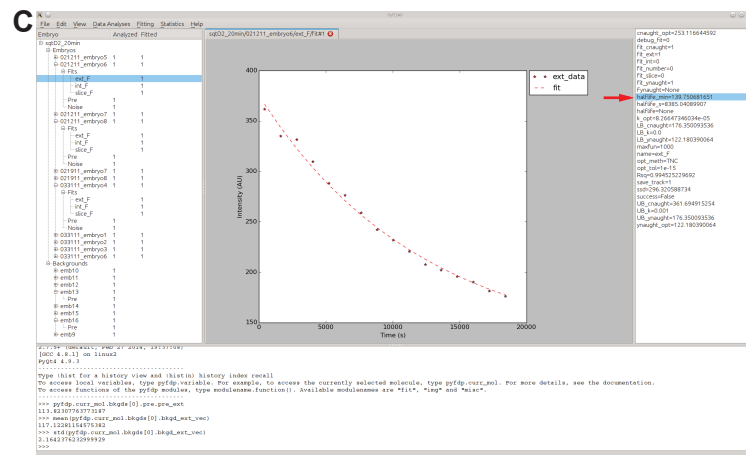 C
File Edit View Data Analyses Fitting Statistics Help
Embryo Analyzed Fitted
sqtD2_20min
Embryos
021211_embryo5 1 1
021211_embryo6 1 1
Fits
ext_F 1
int_F 1
slice_F 1
Pre 1
Noise 1
021211_embryo7 1 1
021211_embryo8 1 1
Fits
ext_F 1
int_F 1
slice_F 1
Pre 1
Noise 1
021911_embryo7 1 1
021911_embryo8 1 1
033111_embryo4 1 1
Fits
ext_F 1
int_F 1
slice_F 1
Pre 1
Noise 1
033111_embryo1 1 1
033111_embryo2 1 1
033111_embryo3 1 1
033111_embryo6 1 1
Backgrounds
emb10 1
emb11 1
emb12 1
emb13 1
Pre 1
emb14 1
emb15 1
emb16 1
Pre 1
emb9 1
sqtD2_20min/021211_embryo6/ext_F/Fit#1
400
350
300
250
200
150
Intensity (AU)
0 5000 10000 15000 20000
Time (s)
ext_data
fit
cnaught_opt=253.116644592
debug_fit=0
fit_cnaught=1
fit_ext=1
fit_int=0
fit_number=0
fit_slice=0
fit_ynaught=1
Fynaught=None
halflife_min=139.750681651
halflife_s=8385.04089907
halflife=None
k_opt=8.26647346034e-05
LB_cnaught=176.350093536
LB_k=0.0
LB_ynaught=122.180390064
maxfun=1000
name=ext_F
opt_meth=TNC
opt_tol=1e-15
Rsq=0.994525229692
save_track=1
ssd=296.320588734
success=False
UB_cnaught=361.694915254
UB_k=0.001
UB_ynaught=176.350093536
ynaught_opt=122.180390064
[GCC 4.8.1] on linux2
PyQt4 4.9.3
----------------------------------------
Type !hist for a history view and !hist(n) history index recall
To access local variables, type pyfdp.variable. For example, to access the currently selected molecule, type pyfdp.curr_mol. For more details, see the documentation.
To access functions of the pyfdp modules, type modulename.function(). Available modulenames are "fit", "img" and "misc".
----------------------------------------
>>> pyfdp.curr_mol.bkgds[0].pre.pre_ext
113.82307763773187
>>> mean(pyfdp.curr_mol.bkgds[0].bkgd_ext_vec)
117.12281154575382
>>> std(pyfdp.curr_mol.bkgds[0].bkgd_ext_vec)
2.1642376232999929
>>>